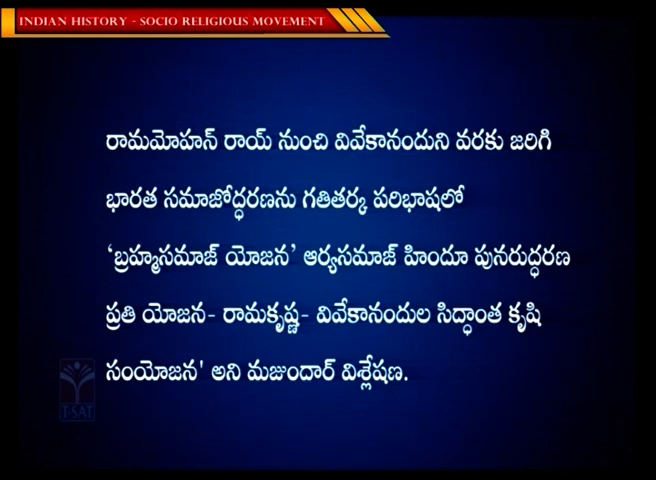 INDIAN HISTORY - SOCIO RELIGIOUS MOVEMENT
రామమోహన్ రాయ్ నుంచి వివేకానందుని వరకు జరిగి
భారత సమాజోద్ధరణను గతితర్క పరిభాషలో
‘బ్రహ్మసమాజ్ యోజన’ ఆర్యసమాజ్ హిందూ పునరుద్ధరణ
ప్రతి యోజన- రామకృష్ణ- వివేకానందుల సిద్ధాంత కృషి
సంయోజన' అని మజుందార్ విశ్లేషణ.
T-SAT